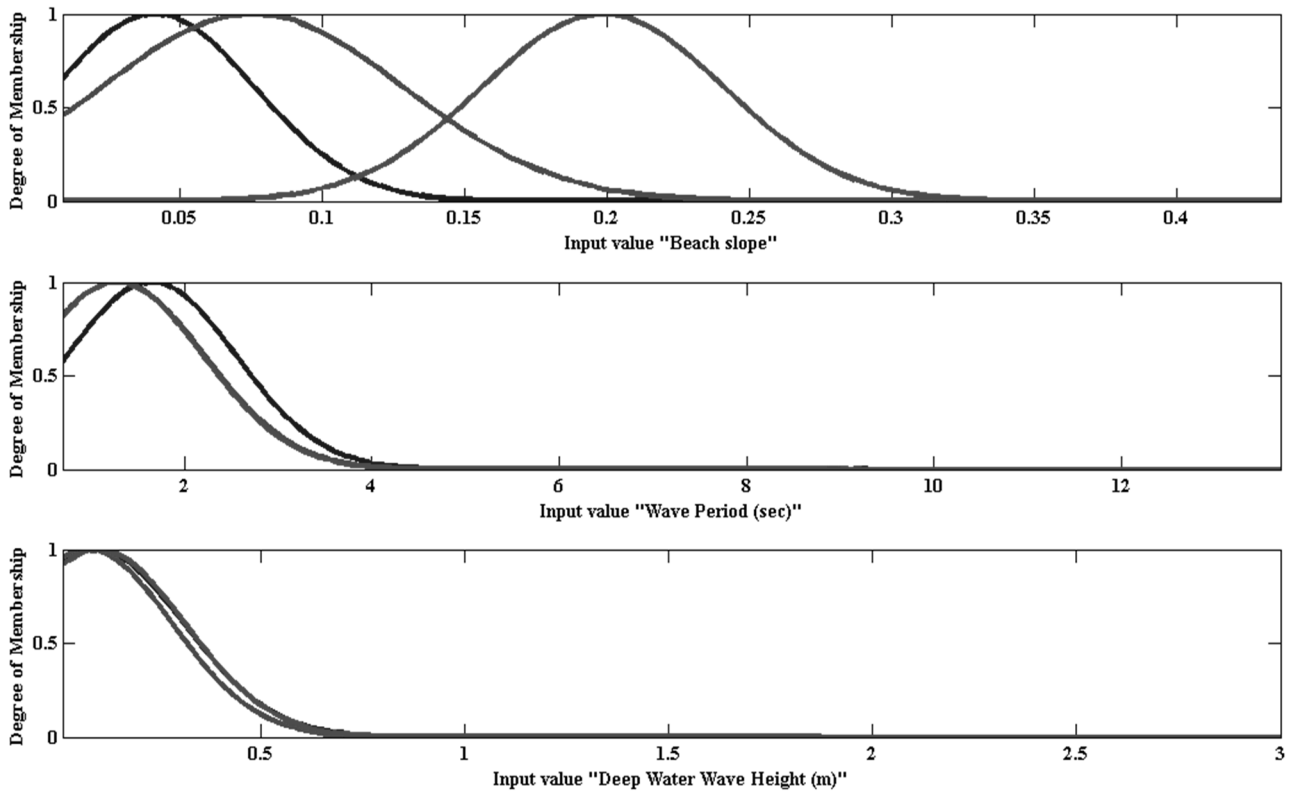 Degree of Membership
1
0.5
0
0.05 0.1 0.15 0.2 0.25 0.3 0.35 0.4
Input value "Beach slope"
Degree of Membership
1
0.5
0
2 4 6 8 10 12
Input value "Wave Period (sec)"
Degree of Membership
1
0.5
0
0.5 1 1.5 2 2.5 3
Input value "Deep Water Wave Height (m)"